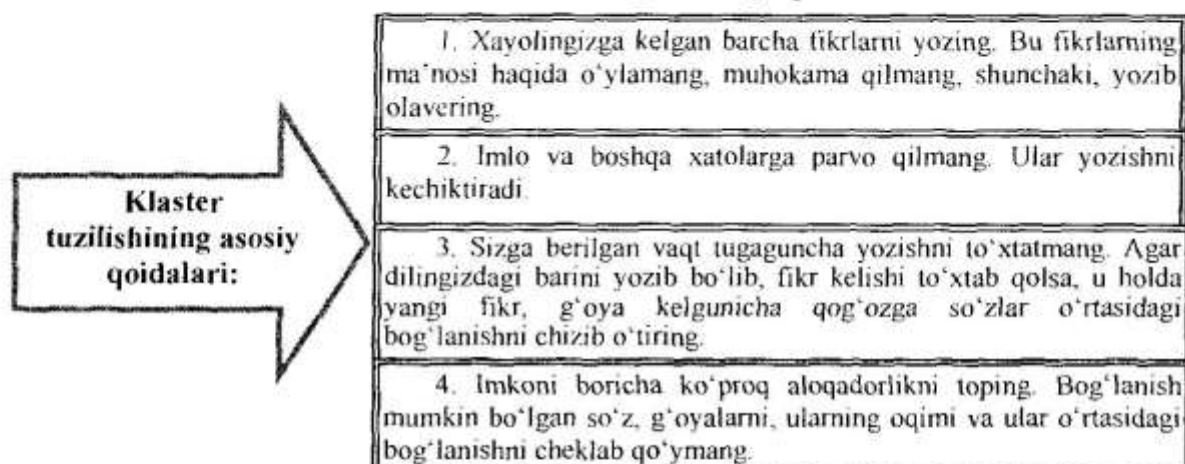 Klaster
tuzilishining asosiy
qoidalari:
1. Xayolingizga kelgan barcha fikrlarni yozing. Bu fikrlarning
ma'nosi haqida o'ylamang, muhokama qilmang, shunchaki, yozib
olavering.
2. Imlo va boshqa xatolarga parvo qilmang. Ular yozishni
kechiktiradi.
3. Sizga berilgan vaqt tugaguncha yozishni to‘xtatmang. Agar
dilingizdagi barini yozib bo‘lib, fikr kelishi to‘xtab qolsa, u holda
yangi fikr, g‘oya kelgunicha qog‘ozga so‘zlar o‘rtasidagi
bog‘lanishni chizib o‘tiring.
4. Imkoni boricha ko‘proq aloqadorlikni toping. Bog‘lanish
mumkin bo‘lgan so‘z, g‘oyalarni, ularning oqimi va ular o‘rtasidagi
bog‘lanishni cheklab qo‘ymang.